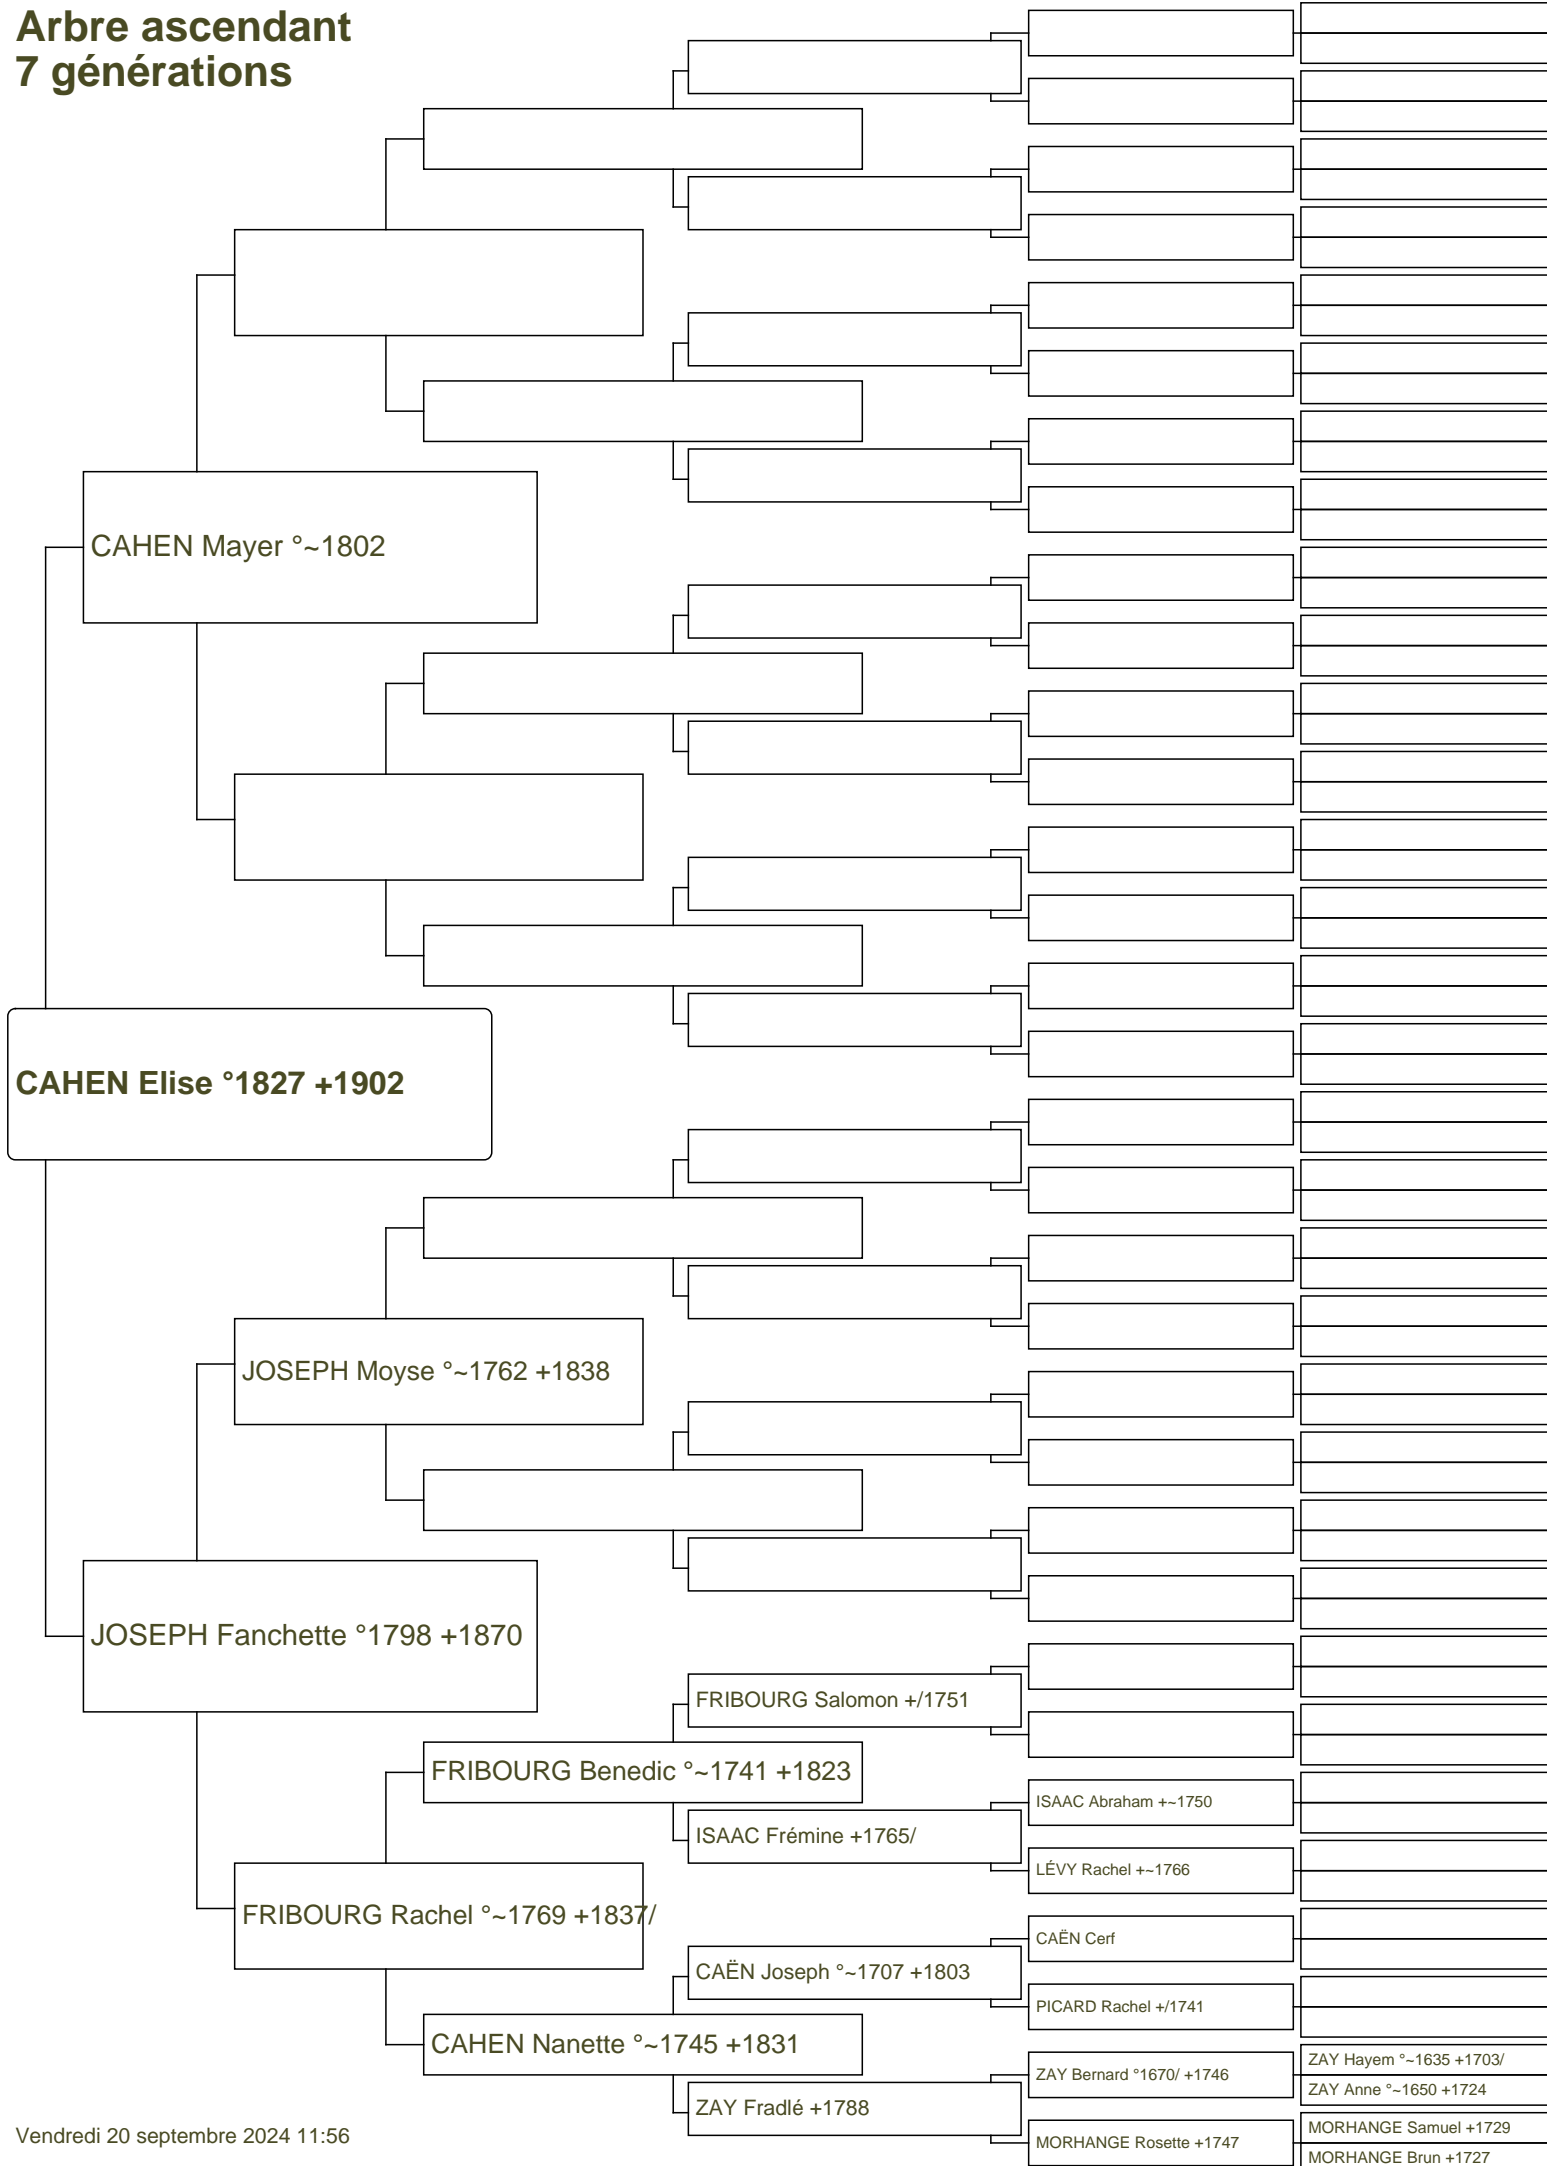 Arbre ascendant
7 générations
CAHEN Mayer °~1802
CAHEN Elise °1827 +1902
JOSEPH Moyse °~1762 +1838
JOSEPH Fanchette °1798 +1870
FRIBOURG Salomon +/1751
FRIBOURG Benedic °~1741 +1823
ISAAC Abraham +~1750
ISAAC Frémine +1765/
LÉVY Rachel +~1766
FRIBOURG Rachel °~1769 +1837/
CAËN Cerf
CAËN Joseph °~1707 +1803
PICARD Rachel +/1741
CAHEN Nanette °~1745 +1831
ZAY Hayem °~1635 +1703/
ZAY Bernard °1670/ +1746
ZAY Anne °~1650 +1724
ZAY Fradlé +1788
MORHANGE Samuel +1729
MORHANGE Rosette +1747
MORHANGE Brun +1727
Vendredi 20 septembre 2024 11:56